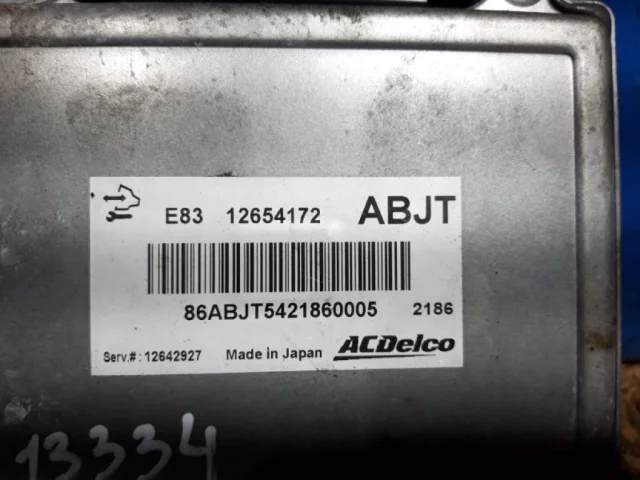 E83 12654172 ABJT
86ABJT5421860005 2186
Serv.#: 12642927 Made in Japan ACDelco
13334